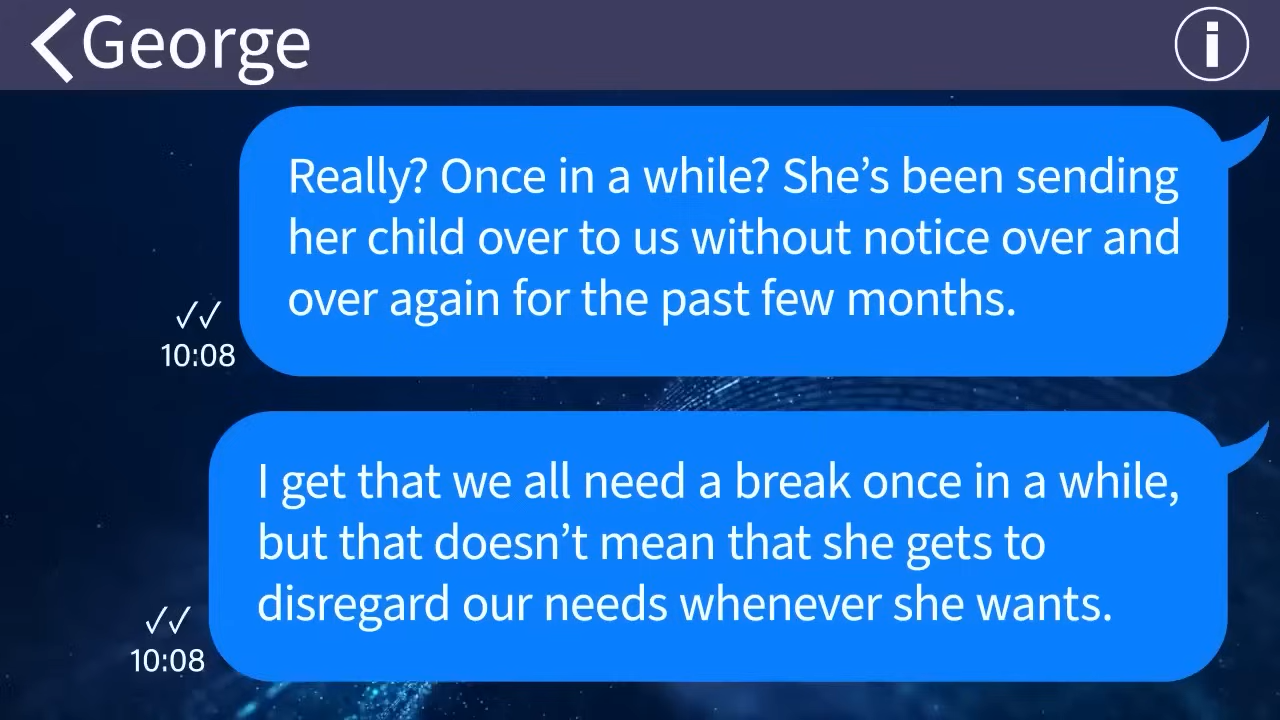 George
Really? Once in a while? She’s been sending
her child over to us without notice over and
over again for the past few months.
✓✓
10:08
I get that we all need a break once in a while,
but that doesn’t mean that she gets to
disregard our needs whenever she wants.
✓✓
10:08